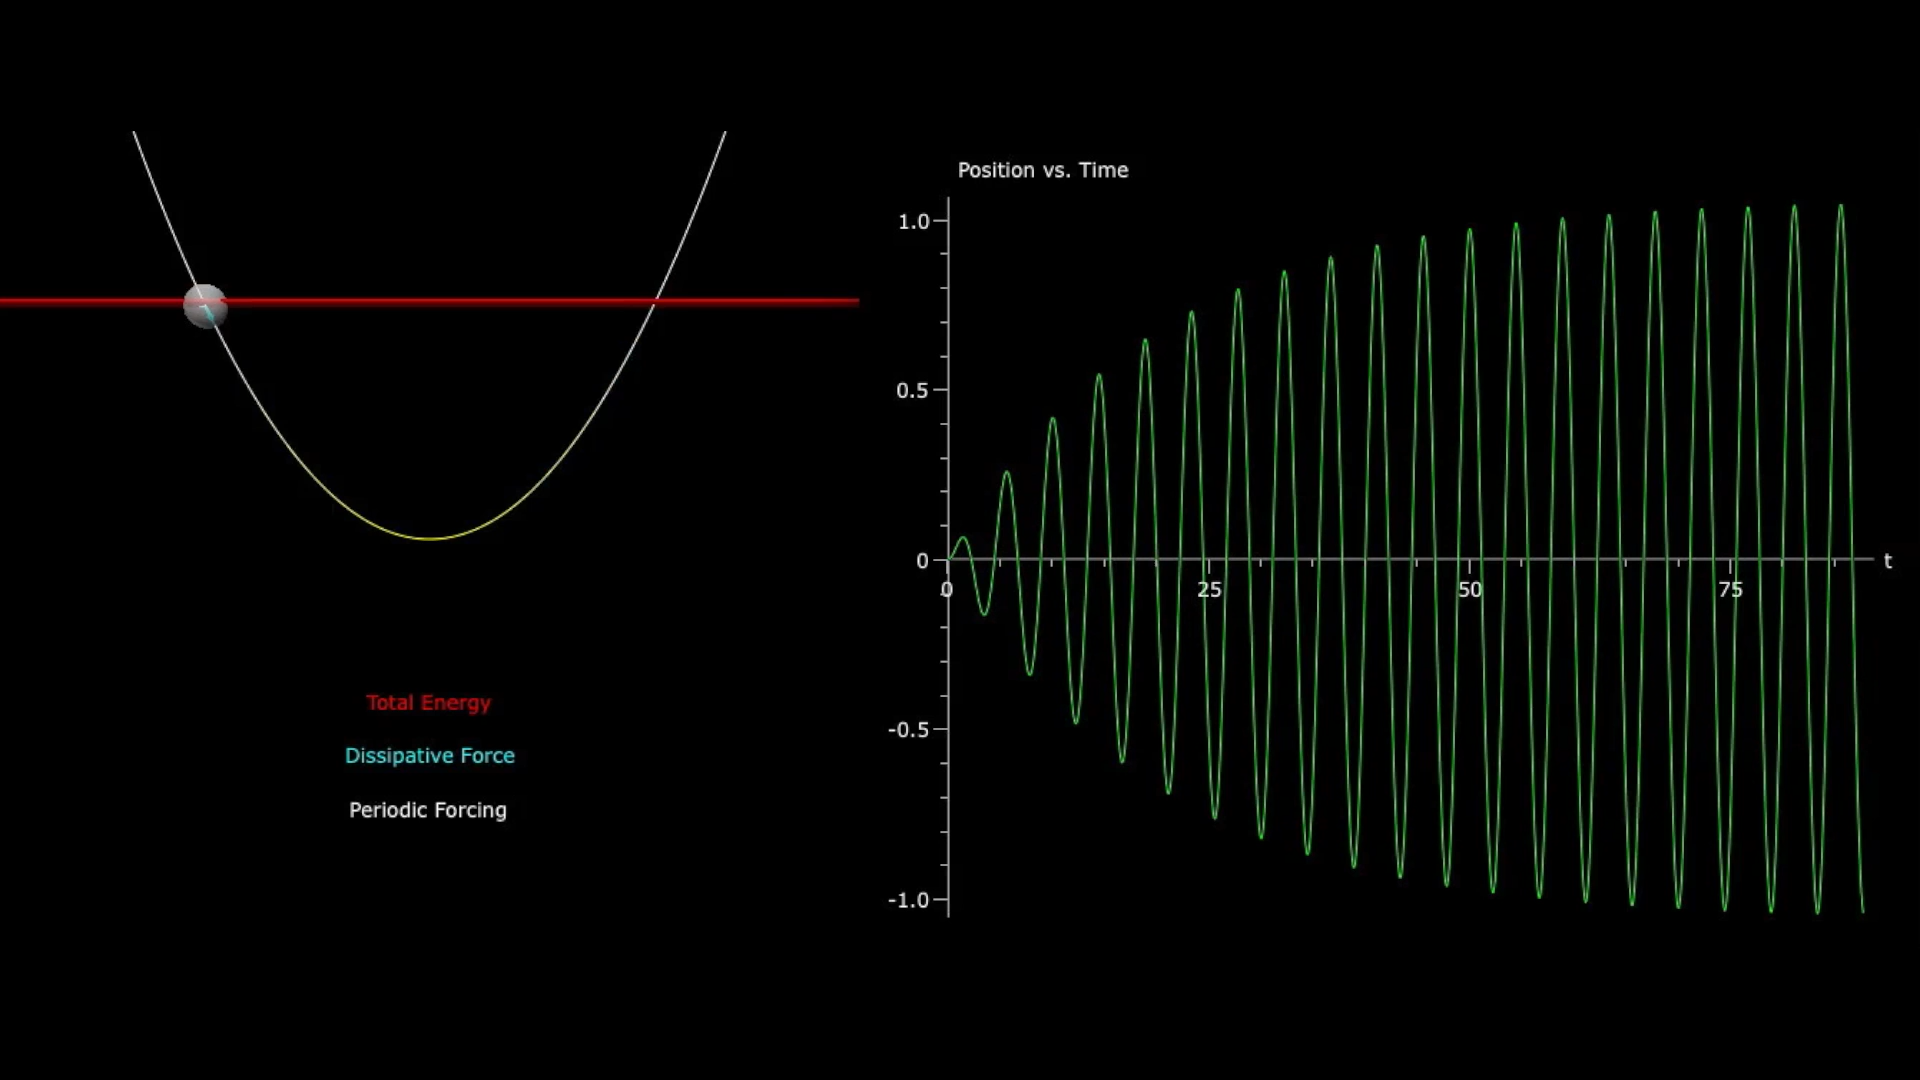 Total Energy
Dissipative Force
Periodic Forcing
Position vs. Time
1.0
0.5
0
-0.5
-1.0
0
25
50
75
t